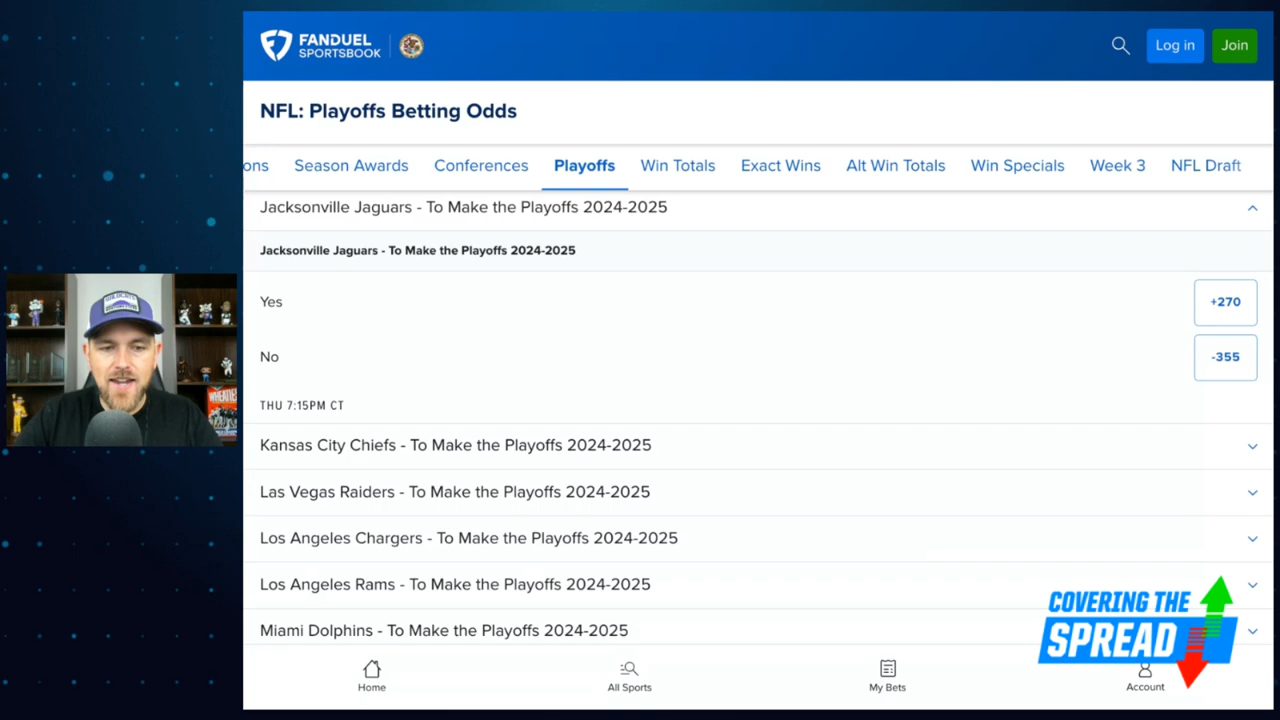 FANDUEL
SPORTSBOOK
Log in
Join
NFL: Playoffs Betting Odds
ons Season Awards Conferences Playoffs Win Totals Exact Wins Alt Win Totals Win Specials Week 3 NFL Draft
Jacksonville Jaguars - To Make the Playoffs 2024-2025
Jacksonville Jaguars - To Make the Playoffs 2024-2025
Yes +270
No -355
THU 7:15PM CT
Kansas City Chiefs - To Make the Playoffs 2024-2025
Las Vegas Raiders - To Make the Playoffs 2024-2025
Los Angeles Chargers - To Make the Playoffs 2024-2025
Los Angeles Rams - To Make the Playoffs 2024-2025
Miami Dolphins - To Make the Playoffs 2024-2025
COVERING THE
SPREAD
Home All Sports My Bets Account
WHEATIES